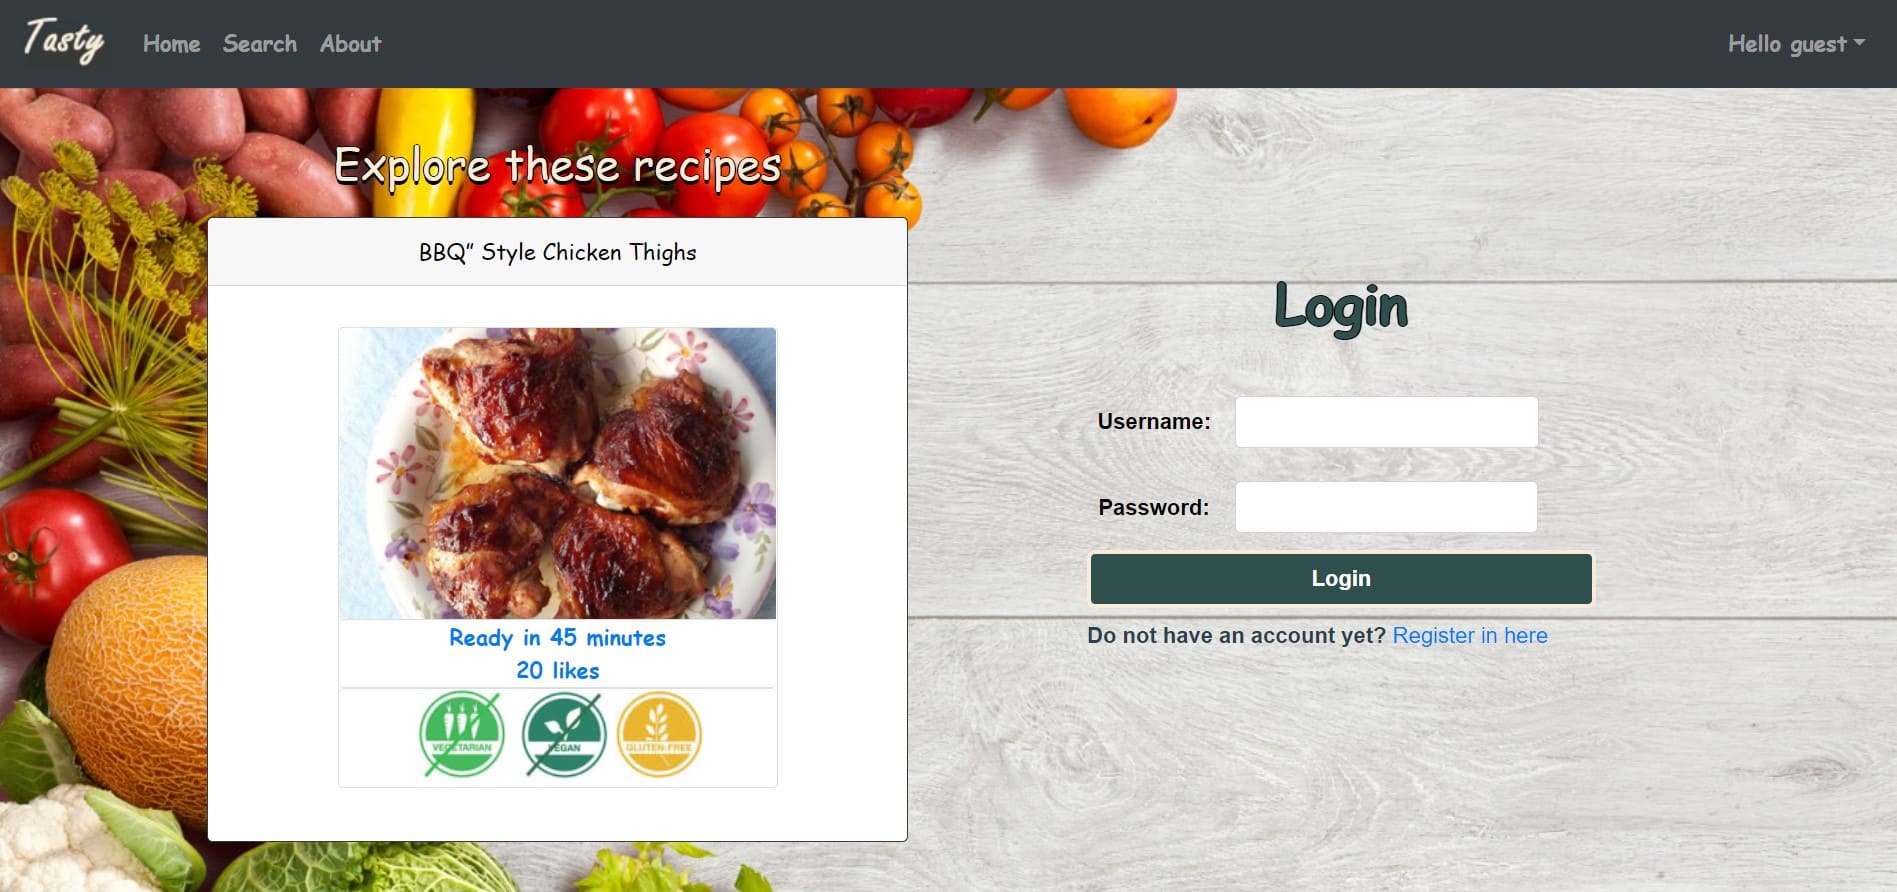 Tasty Home Search About Hello guest
Explore these recipes
BBQ” Style Chicken Thighs
Ready in 45 minutes
20 likes
VEGETARIAN VEGAN GLUTEN-FREE
Login
Username:
Password:
Login
Do not have an account yet? Register in here